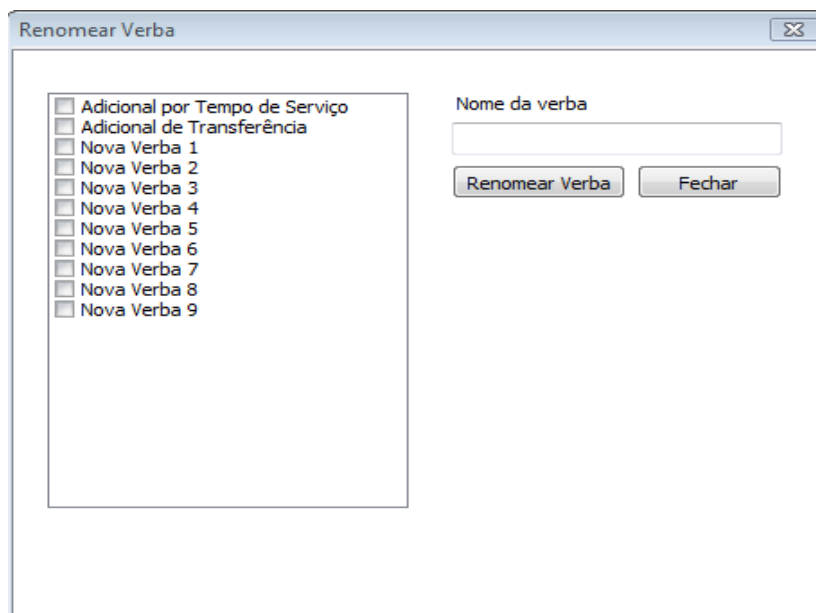 Renomear Verba
Adicional por Tempo de Serviço
Adicional de Transferência
Nova Verba 1
Nova Verba 2
Nova Verba 3
Nova Verba 4
Nova Verba 5
Nova Verba 6
Nova Verba 7
Nova Verba 8
Nova Verba 9
Nome da verba
Renomear Verba
Fechar